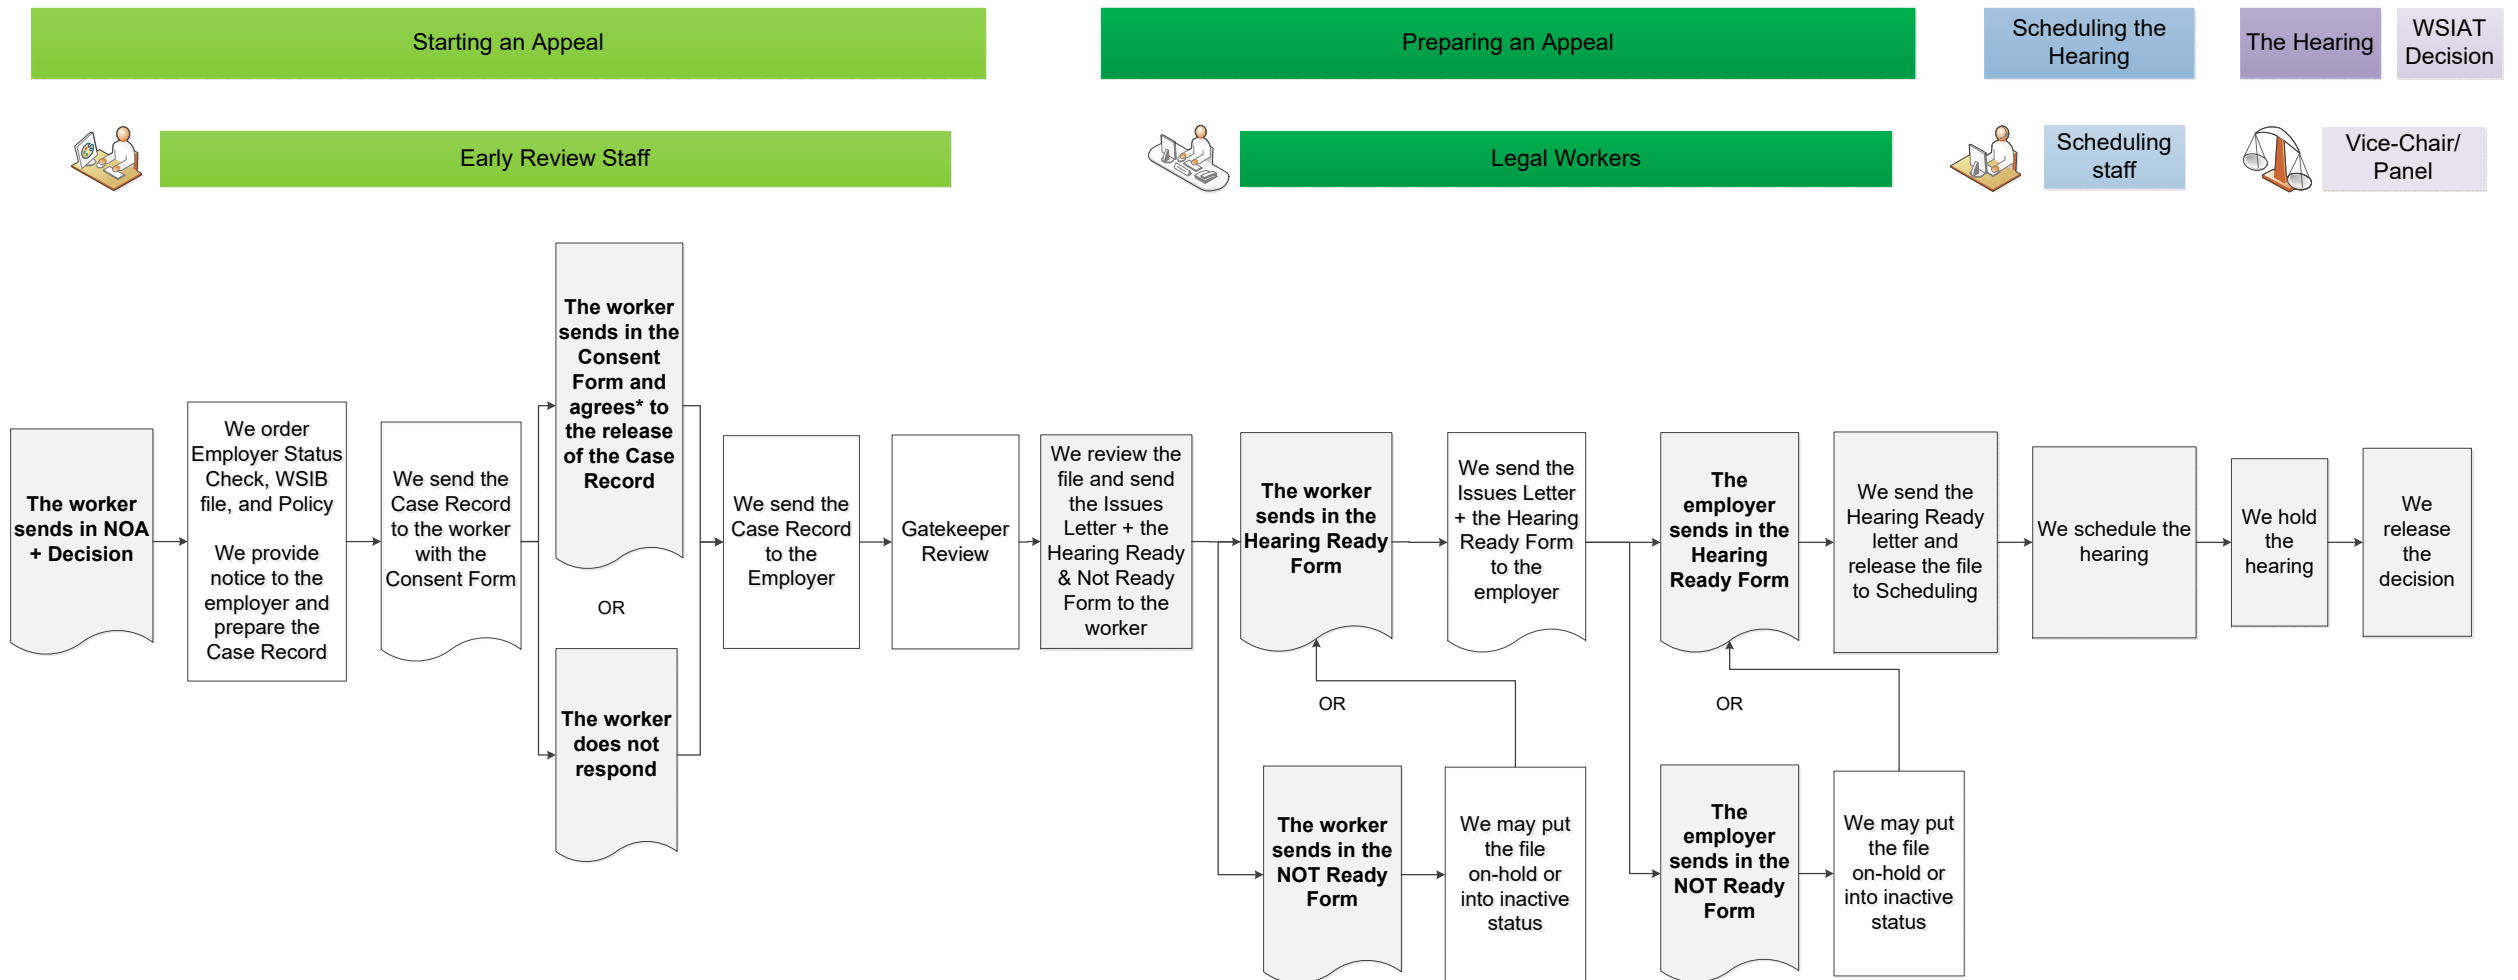 Starting an Appeal
Preparing an Appeal
Scheduling the
Hearing
The Hearing
WSIAT
Decision
Early Review Staff
Legal Workers
Scheduling
staff
Vice-Chair/
Panel
The worker
sends in NOA
+ Decision
We order
Employer Status
Check, WSIB
file, and Policy
We provide
notice to the
employer and
prepare the
Case Record
We send the
Case Record
to the worker
with the
Consent Form
The worker
sends in the
Consent
Form and
agrees* to
the release
of the Case
Record
OR
The worker
does not
respond
We send the
Case Record
to the
Employer
Gatekeeper
Review
We review the
file and send
the Issues
Letter + the
Hearing Ready
& Not Ready
Form to the
worker
The worker
sends in the
Hearing Ready
Form
OR
The worker
sends in the
NOT Ready
Form
We may put
the file
on-hold or
into inactive
status
We send the
Issues Letter
+ the Hearing
Ready Form
to the
employer
The
employer
sends in the
Hearing
Ready Form
OR
The
employer
sends in the
NOT Ready
Form
We may put
the file
on-hold or
into inactive
status
We send the
Hearing Ready
letter and
release the file
to Scheduling
We schedule the
hearing
We hold
the
hearing
We
release
the
decision